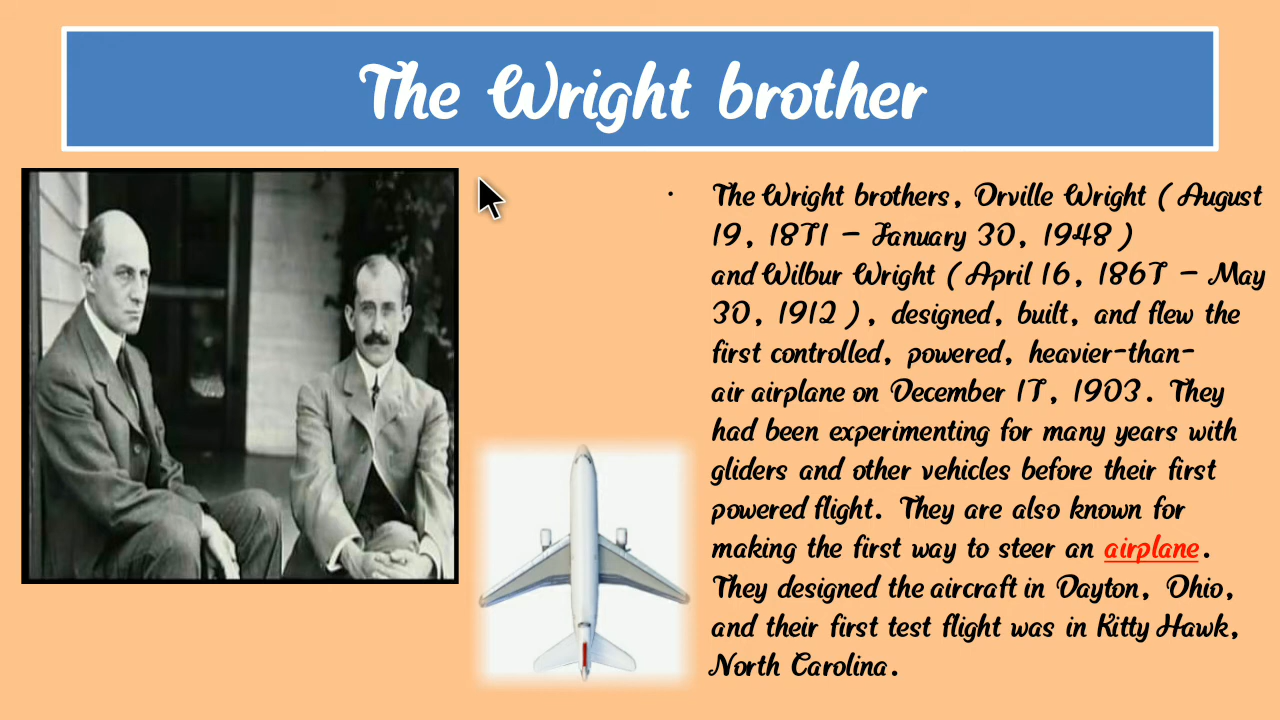 The Wright brother
• The Wright brothers, Orville Wright ( August
19, 1871 – January 30, 1948 )
and Wilbur Wright ( April 16, 1867 – May
30, 1912 ), designed, built, and flew the
first controlled, powered, heavier-than-
air airplane on December 17, 1903. They
had been experimenting for many years with
gliders and other vehicles before their first
powered flight. They are also known for
making the first way to steer an airplane.
They designed the aircraft in Dayton, Ohio,
and their first test flight was in Kitty Hawk,
North Carolina.